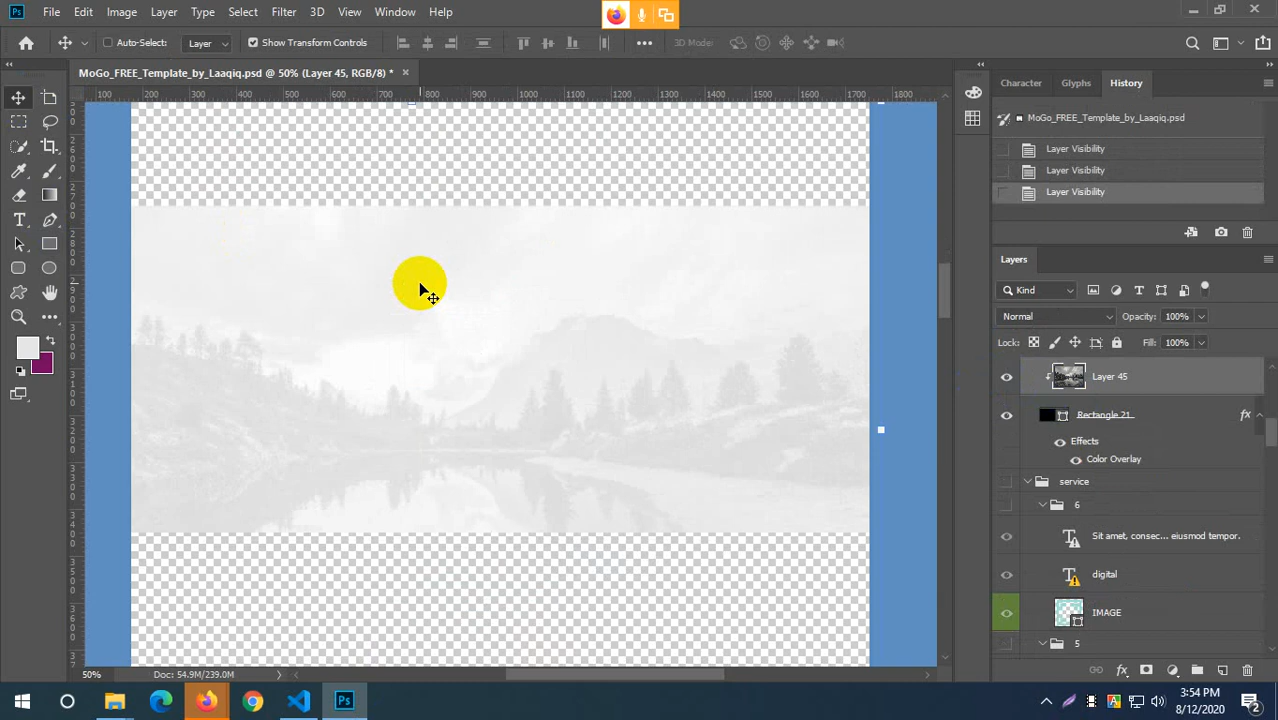 Ps File Edit Image Layer Type Select Filter 3D View Window Help
Auto-Select: Layer Show Transform Controls 3D Model:
MoGo_FREE_Template_by_Laaqiq.psd @ 50% (Layer 45, RGB/8) * ×
100 200 300 400 500 600 700 800 900 1000 1100 1200 1300 1400 1500 1600 1700 1800
Character Glyphs History
MoGo_FREE_Template_by_Laaqiq.psd
Layer Visibility
Layer Visibility
Layer Visibility
Layers
Kind
Normal Opacity: 100%
Lock: Fill: 100%
Layer 45
Rectangle 21 fx
Effects
Color Overlay
service
6
Sit amet, consec... eiusmod tempor.
digital
IMAGE
5
50% Doc: 54.9M/239.0M
3:54 PM
8/12/2020
2